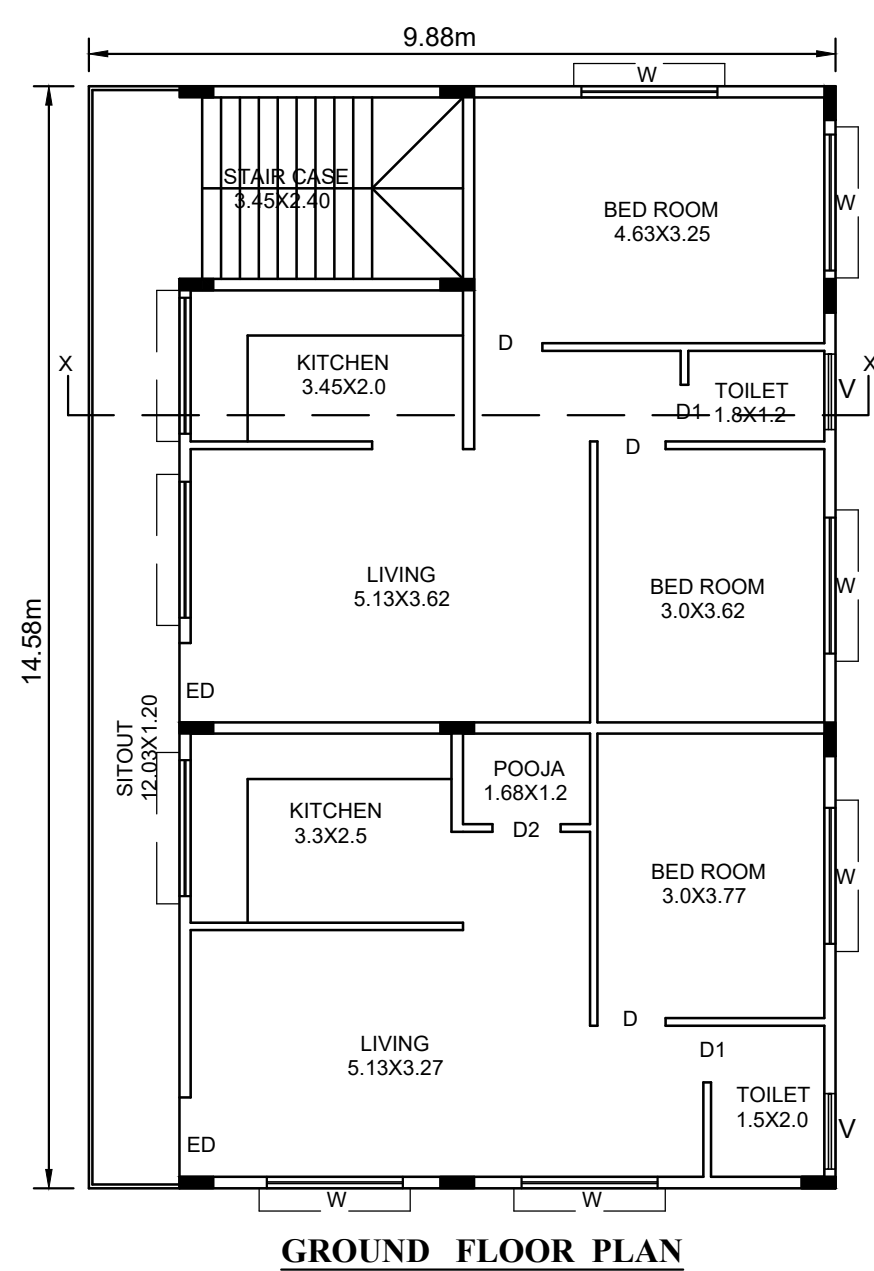 9.88m
W
STAIR CASE
3.45X2.40
BED ROOM
4.63X3.25
W
D
X
X
KITCHEN
3.45X2.0
TOILET
1.8X1.2
V
D1
D
LIVING
5.13X3.62
BED ROOM
3.0X3.62
W
14.58m
ED
SITOUT
12.03X1.20
POOJA
1.68X1.2
KITCHEN
3.3X2.5
D2
BED ROOM
3.0X3.77
W
D
LIVING
5.13X3.27
D1
TOILET
1.5X2.0
V
ED
W
W
GROUND FLOOR PLAN